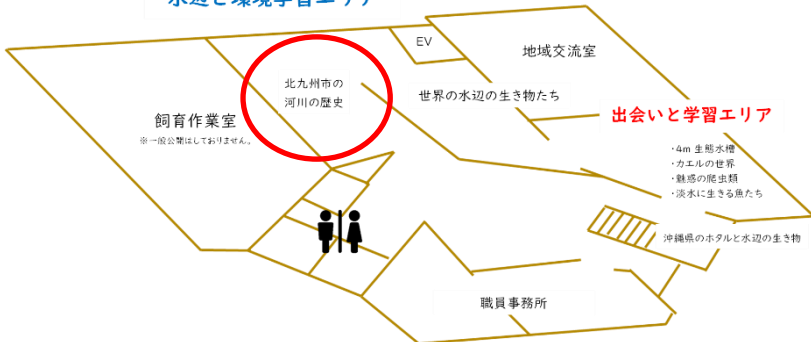 水辺と環境学習エリア
EV
地域交流室
北九州市の
河川の歴史
世界の水辺の生き物たち
飼育作業室
※一般公開はしておりません。
出会いと学習エリア
・4m 生態水槽
・カエルの世界
・魅惑の爬虫類
・淡水に生きる魚たち
沖縄県のホタルと水辺の生き物
職員事務所